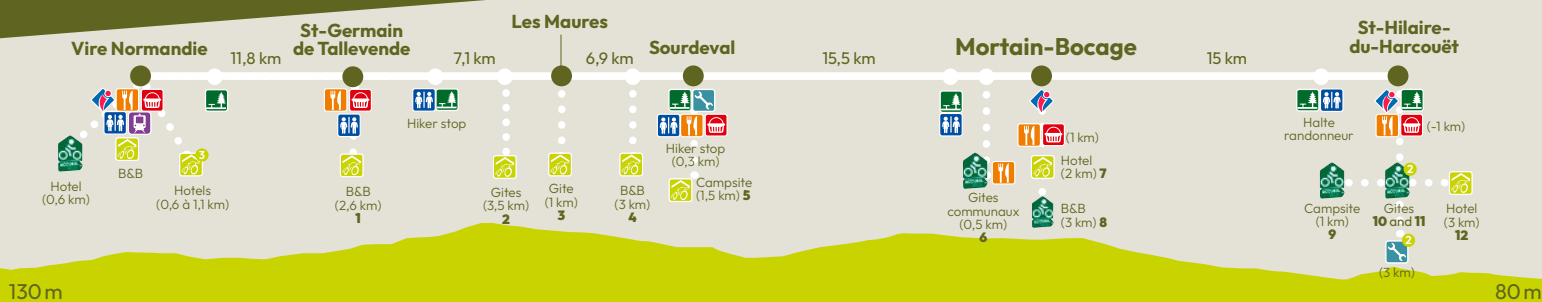 Vire Normandie
11,8 km
St-Germain
de Tallevende
7,1 km
Les Maures
6,9 km
Sourdeval
15,5 km
Mortain-Bocage
15 km
St-Hilaire-
du-Harcouët
Hotel
(0,6 km)
B&B
3
Hotels
(0,6 à 1,1 km)
B&B
(2,6 km)
1
Hiker stop
Gites
(3,5 km)
2
Gite
(1 km)
3
B&B
(3 km)
4
Hiker stop
(0,3 km)
Campsite
(1,5 km) 5
Gites
communaux
(0,5 km)
6
(1 km)
Hotel
(2 km) 7
B&B
(3 km) 8
Halte
randonneur
(-1 km)
Campsite
(1 km)
9
2
Gites
10 and 11
Hotel
(3 km)
12
2
(3 km)
130 m
80 m